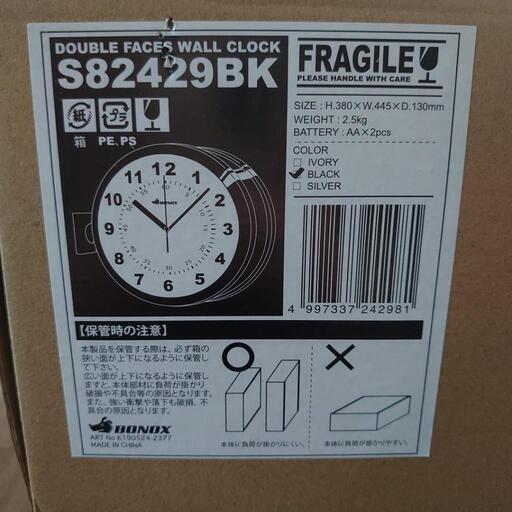 DOUBLE FACES WALL CLOCK
S82429BK
FRAGILE
PLEASE HANDLE WITH CARE
紙
プラ
箱 PE、PS
SIZE : H.380×W.445×D.130mm
WEIGHT : 2.5kg
BATTERY : AA×2pcs
COLOR
IVORY
BLACK
SILVER
12
1
2
3
4
5
6
7
8
9
10
11
BONOX
4 997337 242981
【保管時の注意】
本製品を保管する際は、必ず箱の
狭い面が上下になるように保管し
て下さい。
広い面が上下になるように保管し
ますと、本体部材に負荷が掛かり
破損や不具合等の原因となりま
す。また、強い衝撃や落下も破損、不
具合の原因となります。
本体に負荷が掛かりにくい。
本体に負荷が掛かりやすい。
BONOX
ART No.K190524-2377
MADE IN CHINA